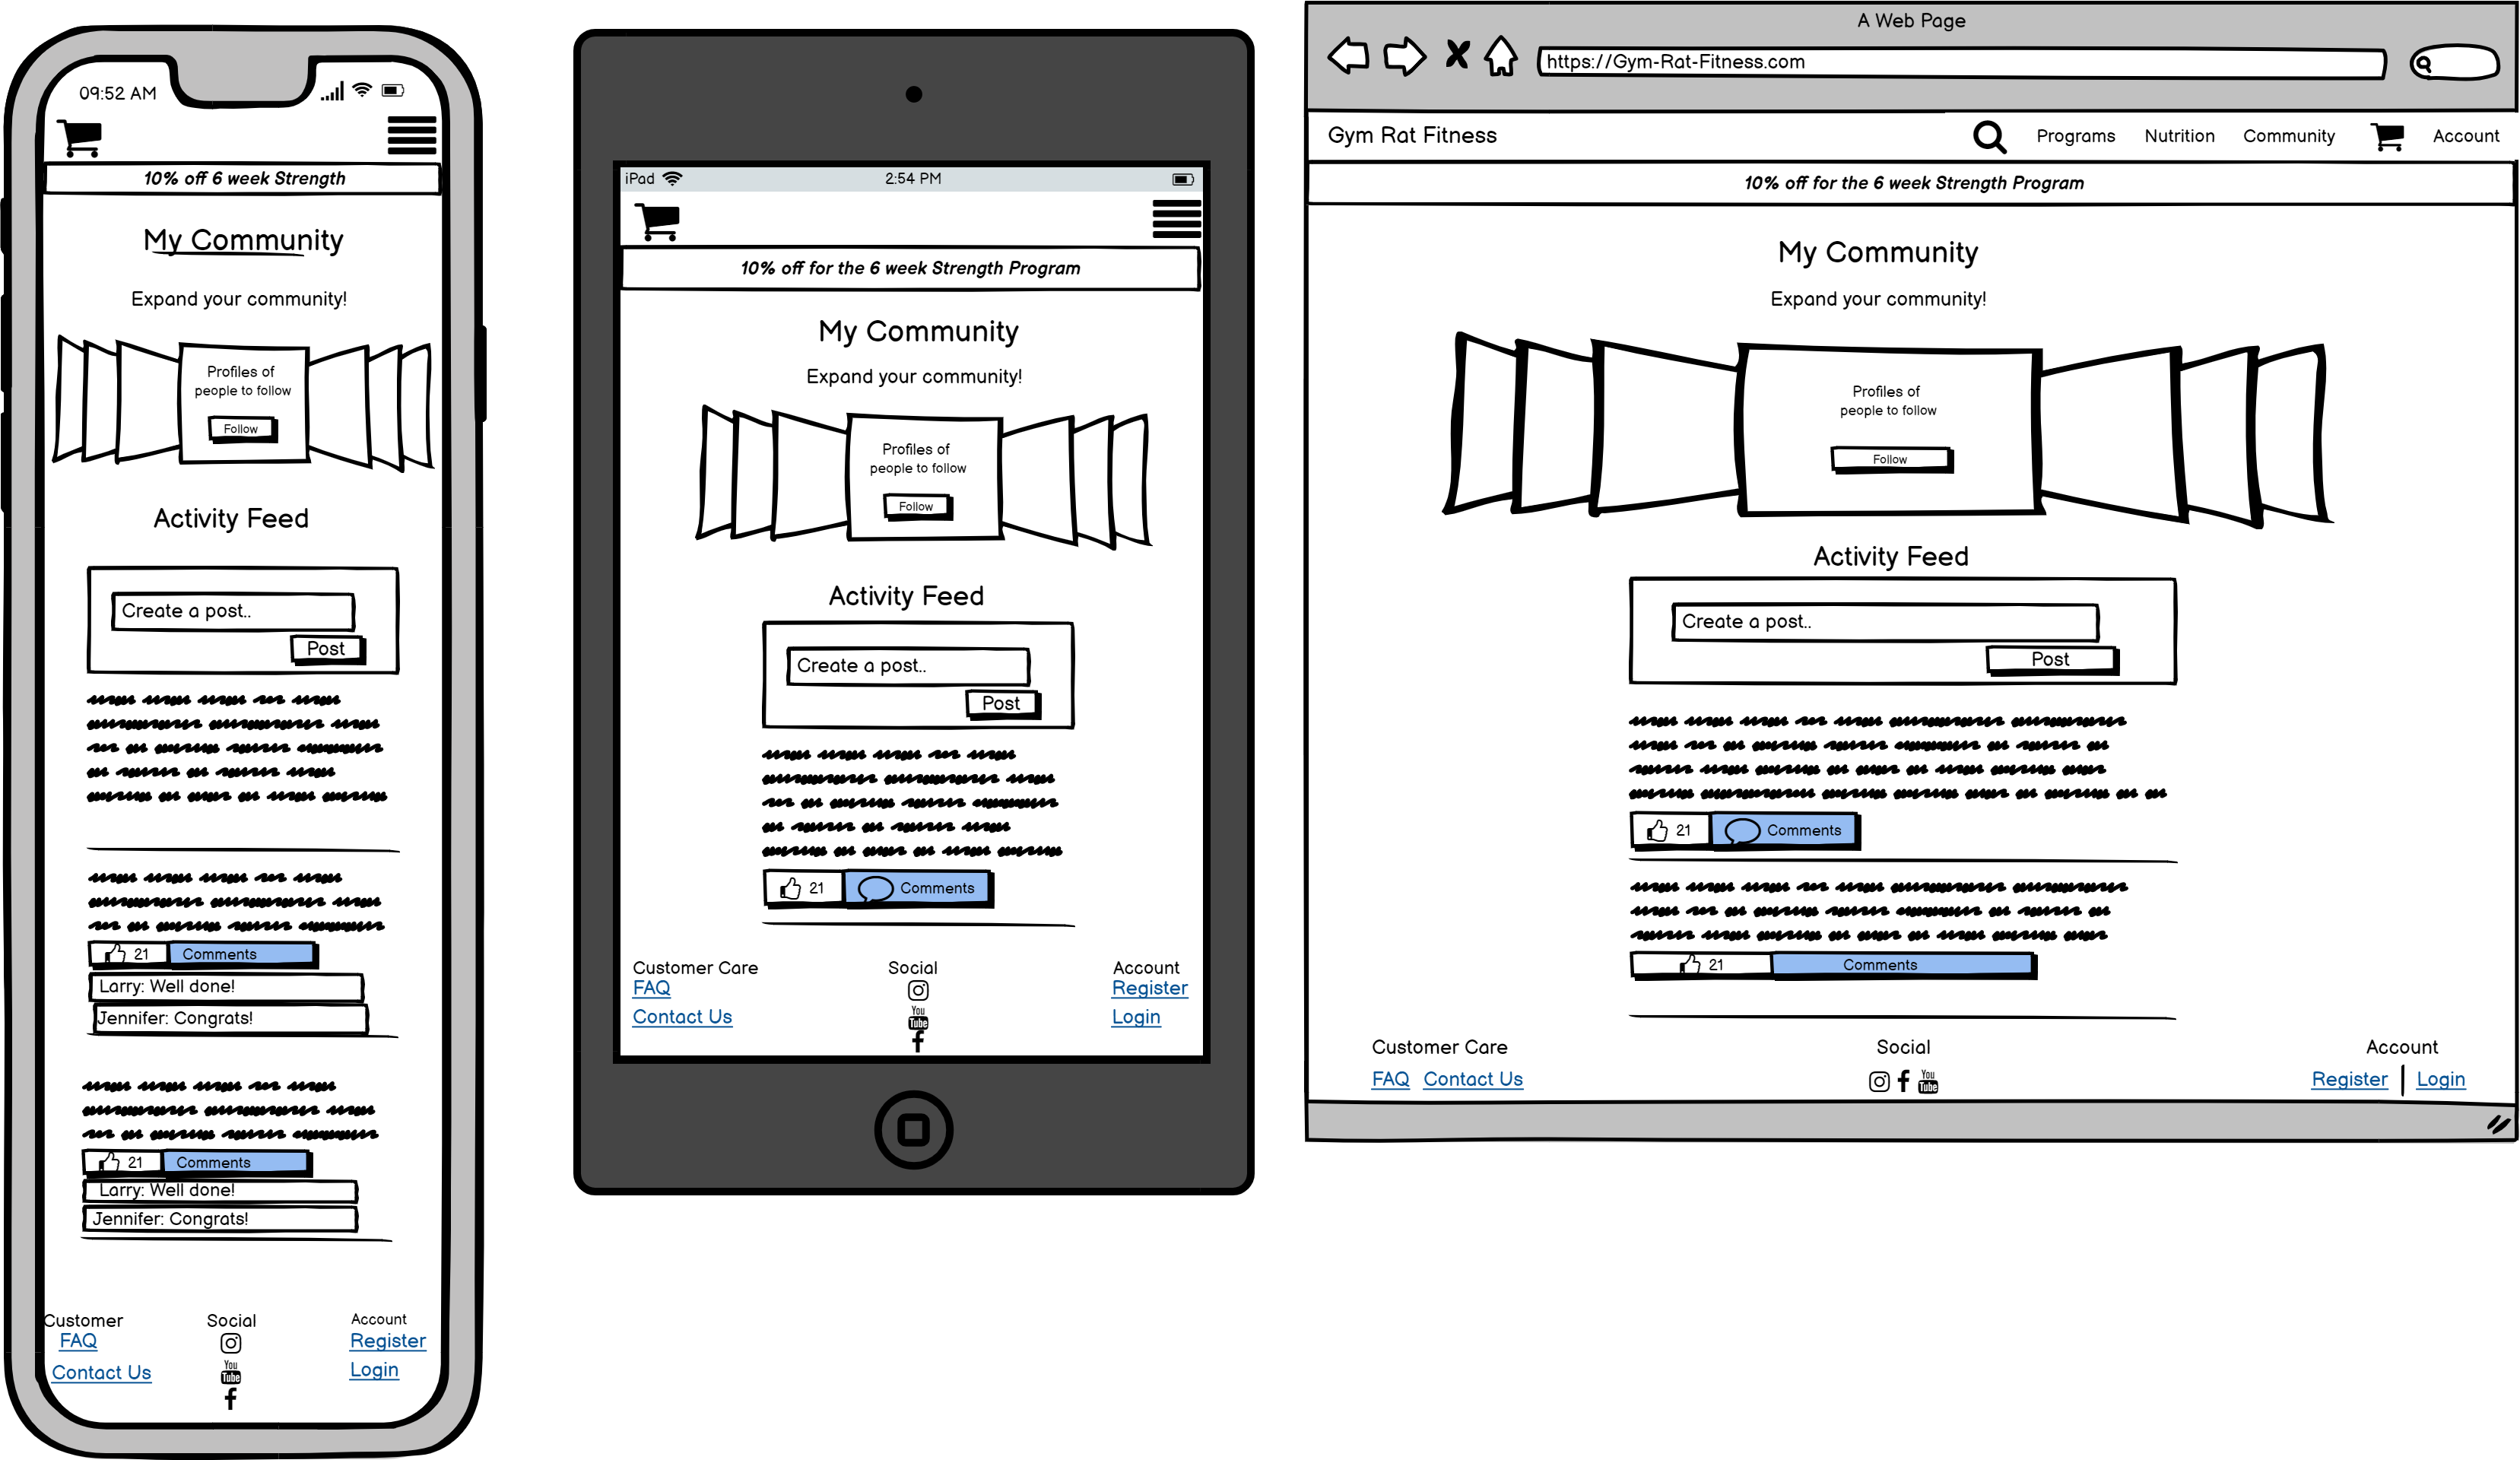 09:52 AM
10% off 6 week Strength
My Community
Expand your community!
Profiles of
people to follow
Follow
Activity Feed
Create a post..
Post
21 Comments
Larry: Well done!
Jennifer: Congrats!
21 Comments
Larry: Well done!
Jennifer: Congrats!
Customer Social Account
FAQ Register
Contact Us You Tube Login
iPad 2:54 PM
10% off for the 6 week Strength Program
My Community
Expand your community!
Profiles of
people to follow
Follow
Activity Feed
Create a post..
Post
21 Comments
Customer Care Social Account
FAQ Register
Contact Us You Tube Login
A Web Page
https://Gym-Rat-Fitness.com
Gym Rat Fitness Programs Nutrition Community Account
10% off for the 6 week Strength Program
My Community
Expand your community!
Profiles of
people to follow
Follow
Activity Feed
Create a post..
Post
21 Comments
21 Comments
Customer Care Social Account
FAQ Contact Us You Tube Register Login